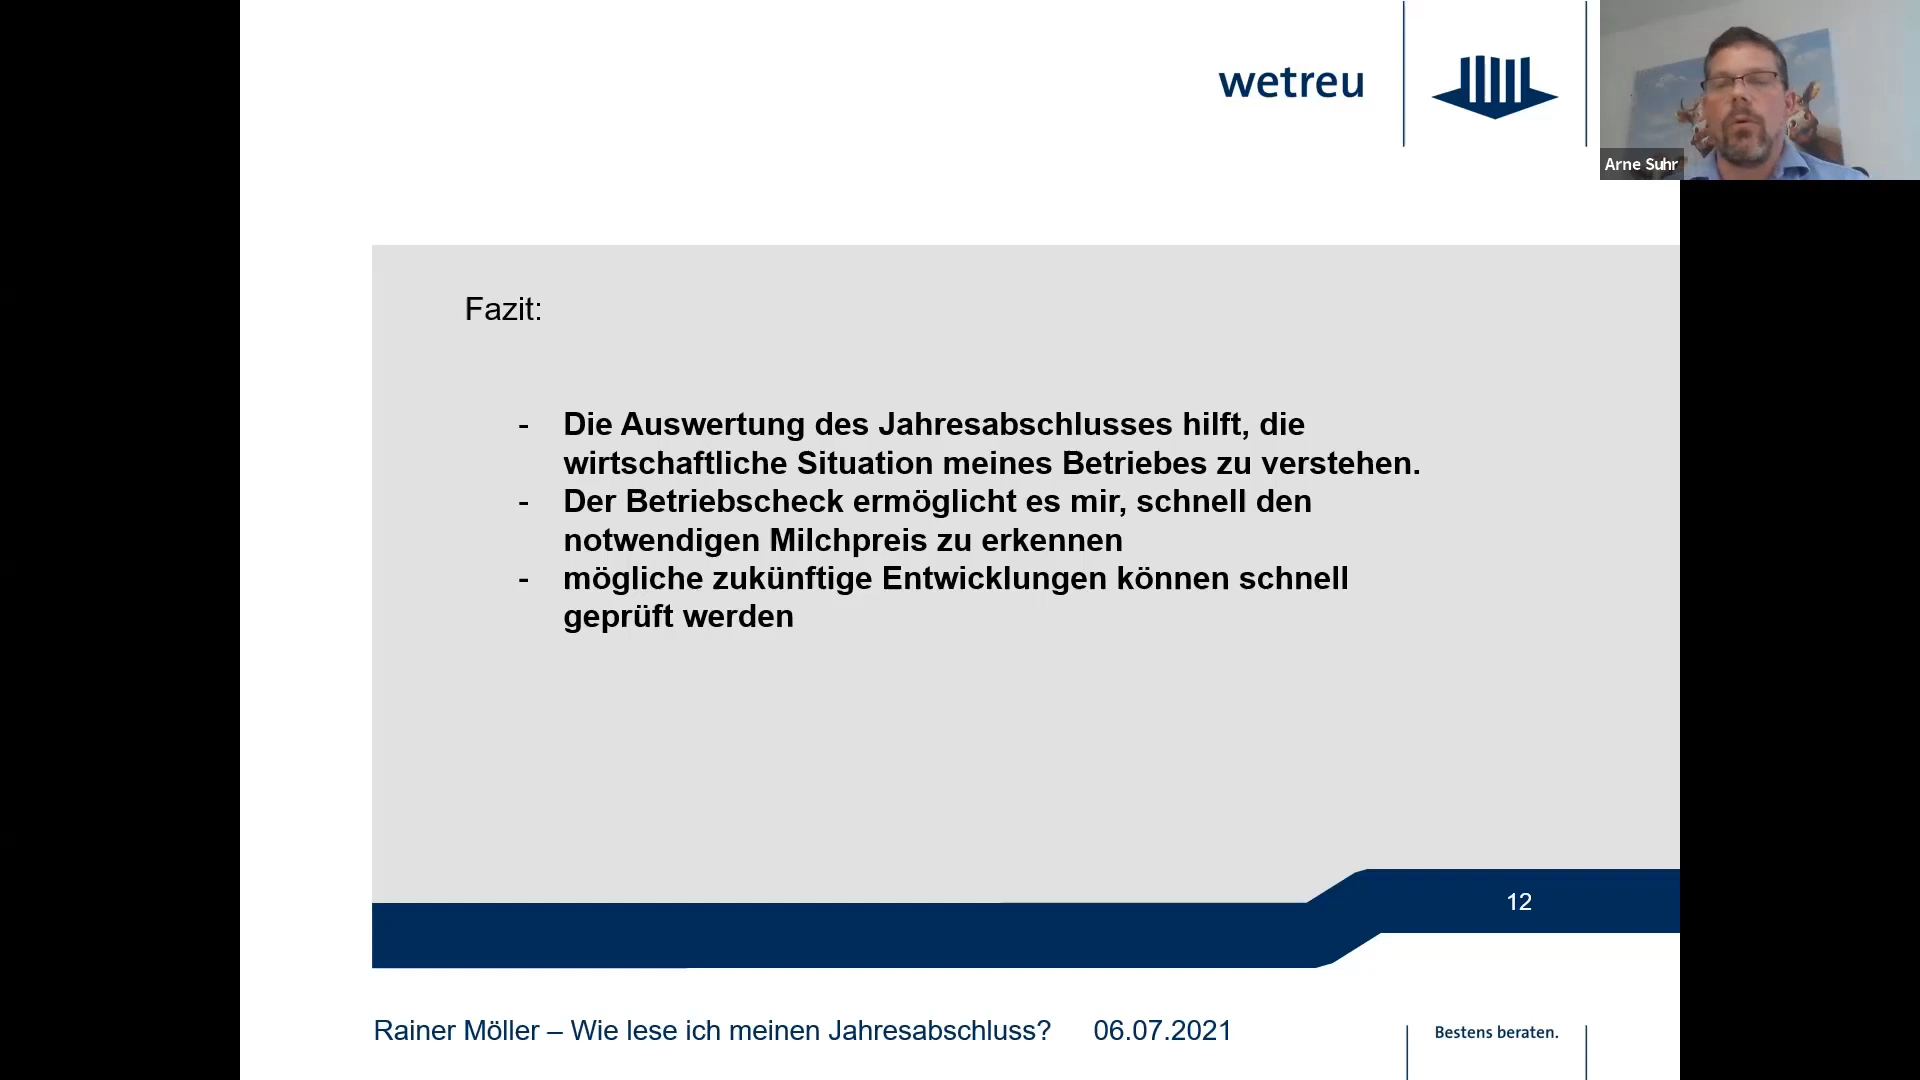 wetreu
Arne Suhr
Fazit:
- Die Auswertung des Jahresabschlusses hilft, die
wirtschaftliche Situation meines Betriebes zu verstehen.
- Der Betriebscheck ermöglicht es mir, schnell den
notwendigen Milchpreis zu erkennen
- mögliche zukünftige Entwicklungen können schnell
geprüft werden
12
Rainer Möller – Wie lese ich meinen Jahresabschluss? 06.07.2021
Bestens beraten.